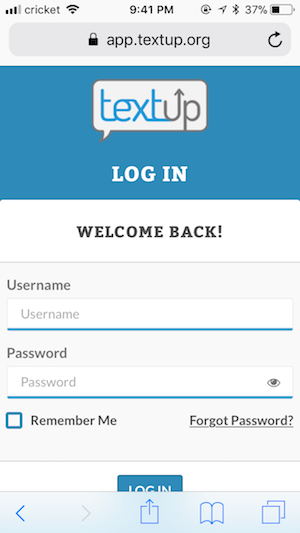 cricket 9:41 PM 37%
app.textup.org
textup
LOG IN
WELCOME BACK!
Username
Username
Password
Password
Remember Me Forgot Password?
LOG IN